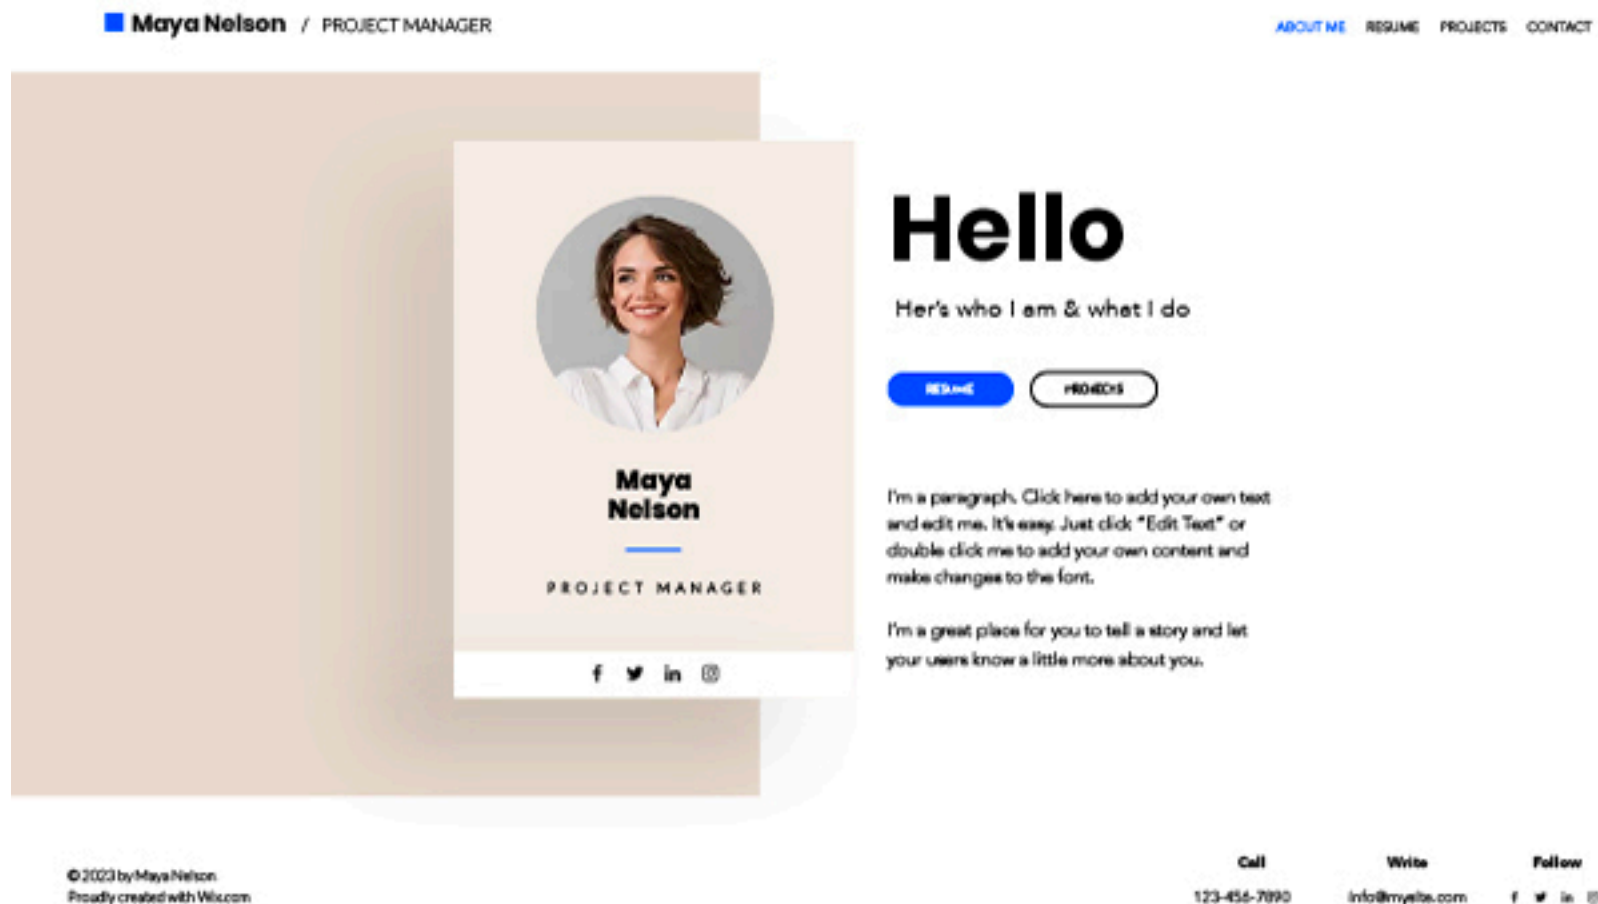 Maya Nelson / PROJECT MANAGER
ABOUT ME RESUME PROJECTS CONTACT
Maya
Nelson
PROJECT MANAGER
Hello
Her's who I am & what I do
RESUME PROJECTS
I'm a paragraph. Click here to add your own text
and edit me. It's easy. Just click "Edit Text" or
double click me to add your own content and
make changes to the font.
I'm a great place for you to tell a story and let
your users know a little more about you.
© 2023 by Maya Nelson
Proudly created with Wix.com
Call
123-456-7890
Write
info@mysite.com
Follow